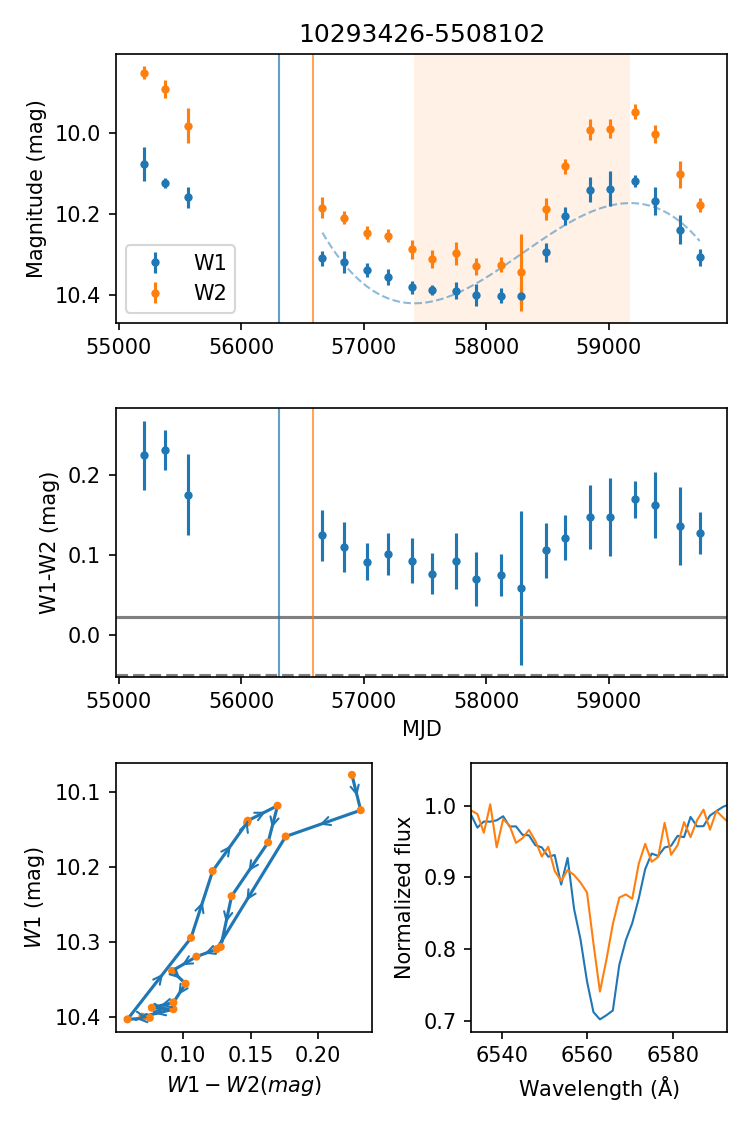 10293426-5508102
Magnitude (mag)
10.0
10.2
10.4
W1
W2
55000 56000 57000 58000 59000
W1-W2 (mag)
0.2
0.1
0.0
55000 56000 57000 58000 59000
MJD
W1 (mag)
10.1
10.2
10.3
10.4
0.10 0.15 0.20
W1 − W2(mag)
Normalized flux
1.0
0.9
0.8
0.7
6540 6560 6580
Wavelength (Å)